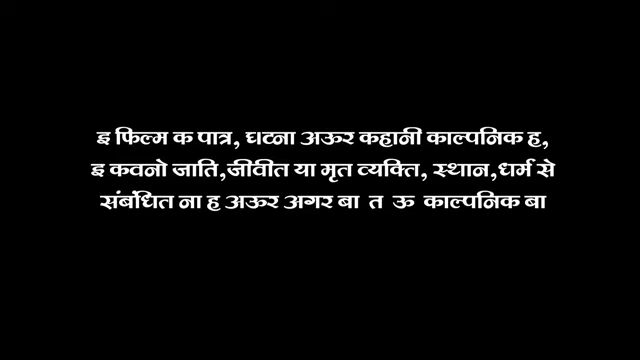 इ फिल्म क पात्र, घटना अऊर कहानी काल्पनिक ह,
इ कवनो जाति,जीवीत या मृत व्यक्ति, स्थान,धर्म से
संबंधित ना ह अऊर अगर बा त ऊ काल्पनिक बा